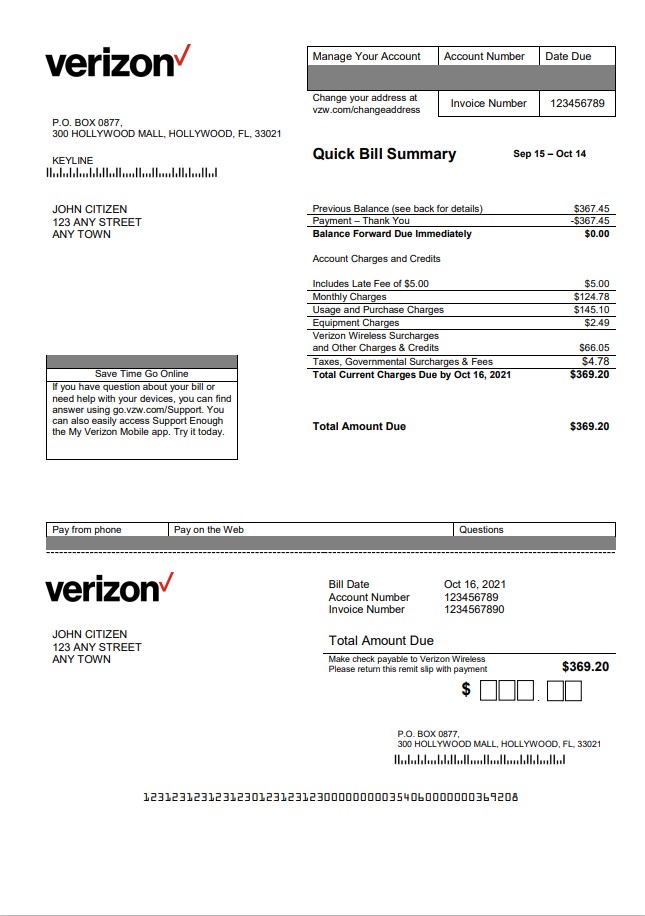 verizon
Manage Your Account Account Number Date Due
Change your address at
vzw.com/changeaddress
Invoice Number 123456789
P.O. BOX 0877,
300 HOLLYWOOD MALL, HOLLYWOOD, FL, 33021
KEYLINE
Quick Bill Summary Sep 15 – Oct 14
JOHN CITIZEN
123 ANY STREET
ANY TOWN
Previous Balance (see back for details) $367.45
Payment – Thank You -$367.45
Balance Forward Due Immediately $0.00
Account Charges and Credits
Includes Late Fee of $5.00 $5.00
Monthly Charges $124.78
Usage and Purchase Charges $145.10
Equipment Charges $2.49
Verizon Wireless Surcharges
and Other Charges & Credits $66.05
Taxes, Governmental Surcharges & Fees $4.78
Total Current Charges Due by Oct 16, 2021 $369.20
Total Amount Due $369.20
Save Time Go Online
If you have question about your bill or
need help with your devices, you can find
answer using go.vzw.com/Support. You
can also easily access Support Enough
the My Verizon Mobile app. Try it today.
Pay from phone Pay on the Web Questions
verizon
Bill Date Oct 16, 2021
Account Number 123456789
Invoice Number 1234567890
JOHN CITIZEN
123 ANY STREET
ANY TOWN
Total Amount Due
Make check payable to Verizon Wireless
Please return this remit slip with payment
$369.20
$ .
P.O. BOX 0877,
300 HOLLYWOOD MALL, HOLLYWOOD, FL, 33021